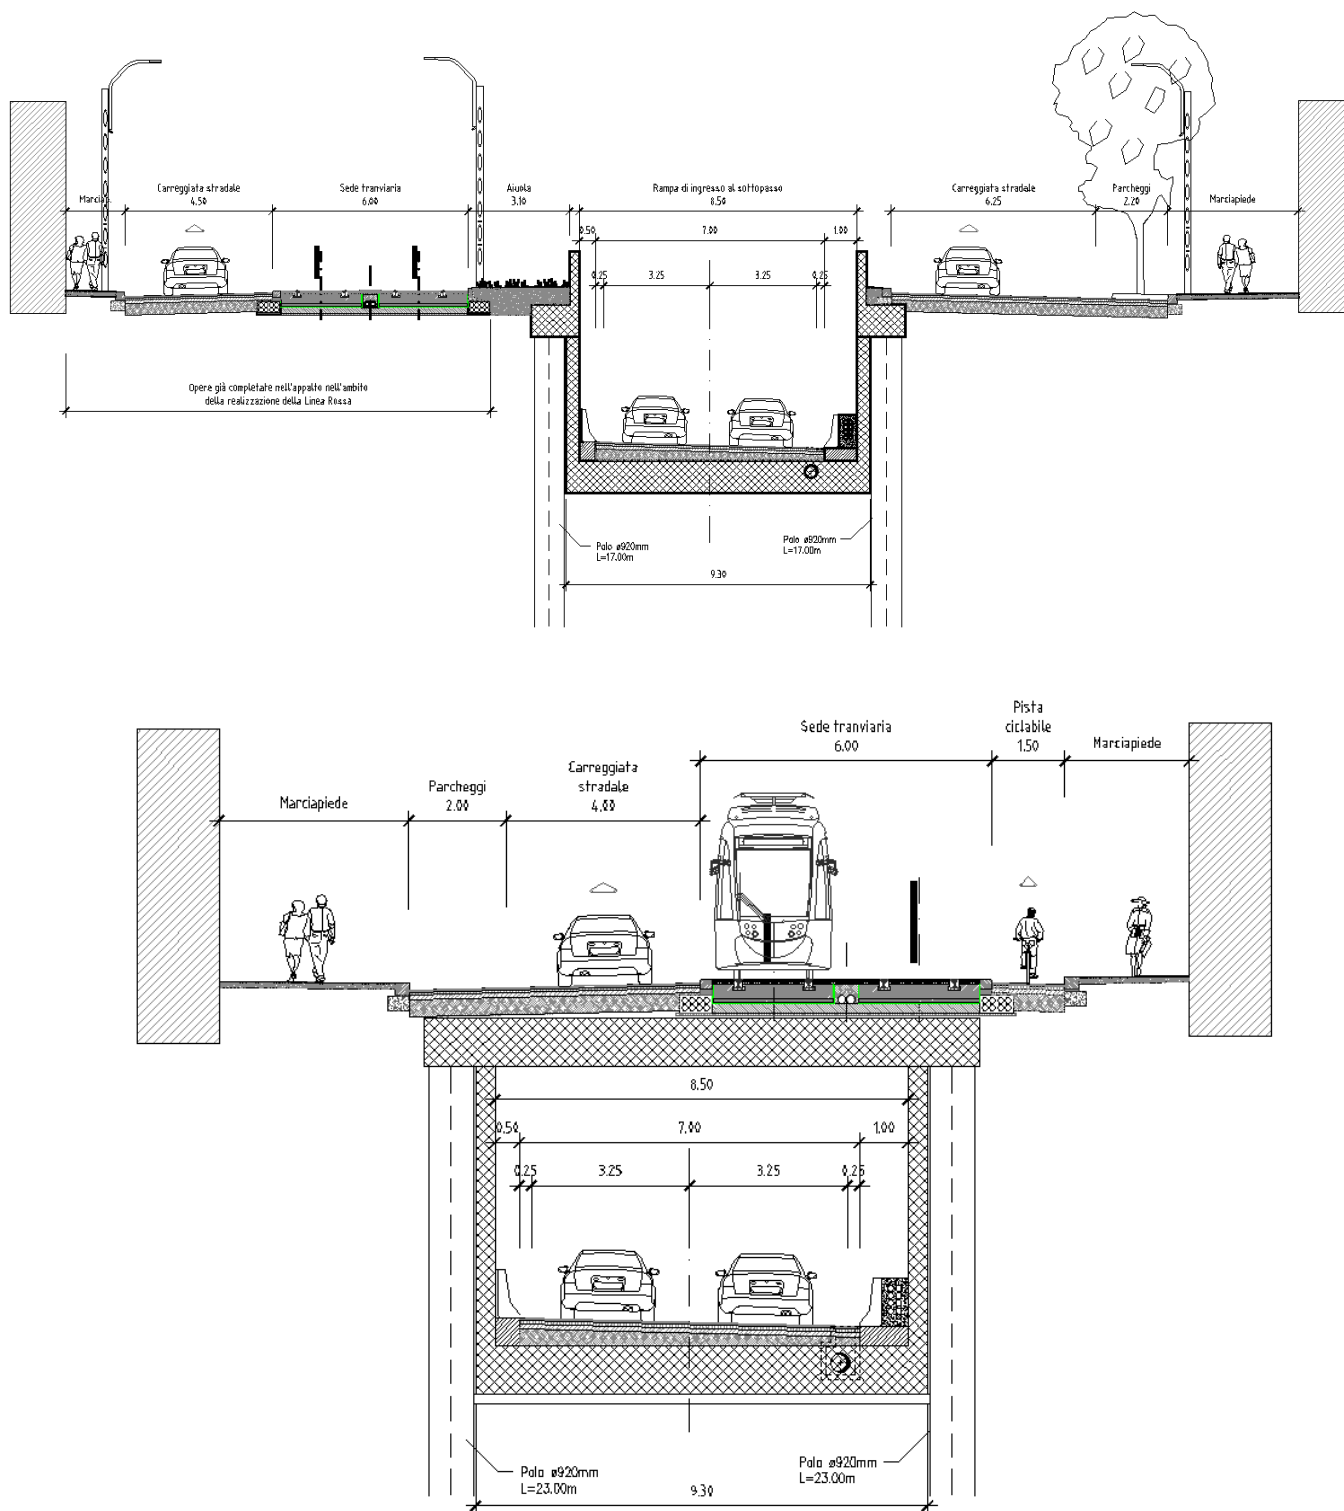 Marciap.
Carreggiata stradale
4.50
Sede tranviaria
6.00
Aiuola
3.10
Rampa di ingresso al sottopasso
8.50
Carreggiata stradale
6.25
Parcheggi
2.20
Marciapiede
0.50
7.00
1.00
0.25
3.25
3.25
0.25
Opere già completate nell'appalto nell'ambito
della realizzazione della Linea Rossa
Palo ø920mm
L=17.00m
Palo ø920mm
L=17.00m
9.30
Marciapiede
Parcheggi
2.00
Carreggiata
stradale
4.00
Sede tranviaria
6.00
Pista
ciclabile
1.50
Marciapiede
8.50
0.50
7.00
1.00
0.25
3.25
3.25
0.25
Palo ø920mm
L=23.00m
Palo ø920mm
L=23.00m
9.30